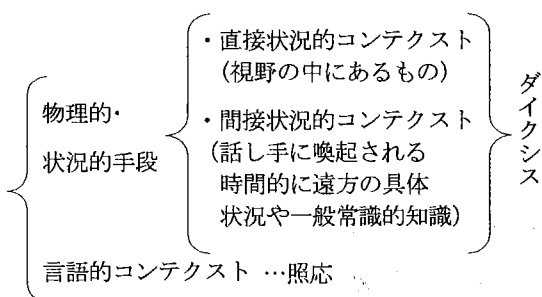 物理的・
状況的手段
・直接状況的コンテクスト
(視野の中にあるもの)
・間接状況的コンテクスト
(話し手に喚起される
時間的に遠方の具体
状況や一般常識的知識)
ダイクシス
言語的コンテクスト …照応